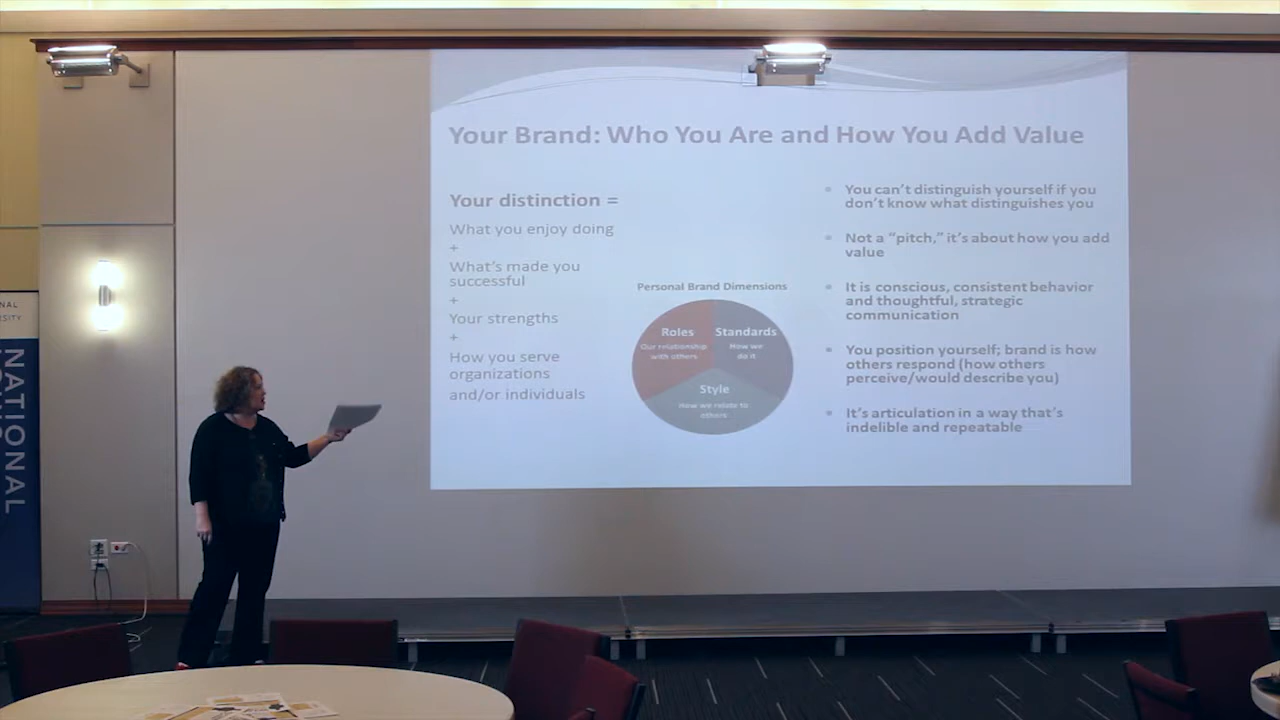 Your Brand: Who You Are and How You Add Value
Your distinction =
What you enjoy doing
+
What's made you
successful
+
Your strengths
+
How you serve
organizations
and/or individuals
Personal Brand Dimensions
Roles
Our relationship
with others
Standards
How we
do it
Style
How we relate to
others
• You can't distinguish yourself if you
don't know what distinguishes you
• Not a "pitch," it's about how you add
value
• It is conscious, consistent behavior
and thoughtful, strategic
communication
• You position yourself; brand is how
others respond (how others
perceive/would describe you)
• It's articulation in a way that's
indelible and repeatable
NATIONAL